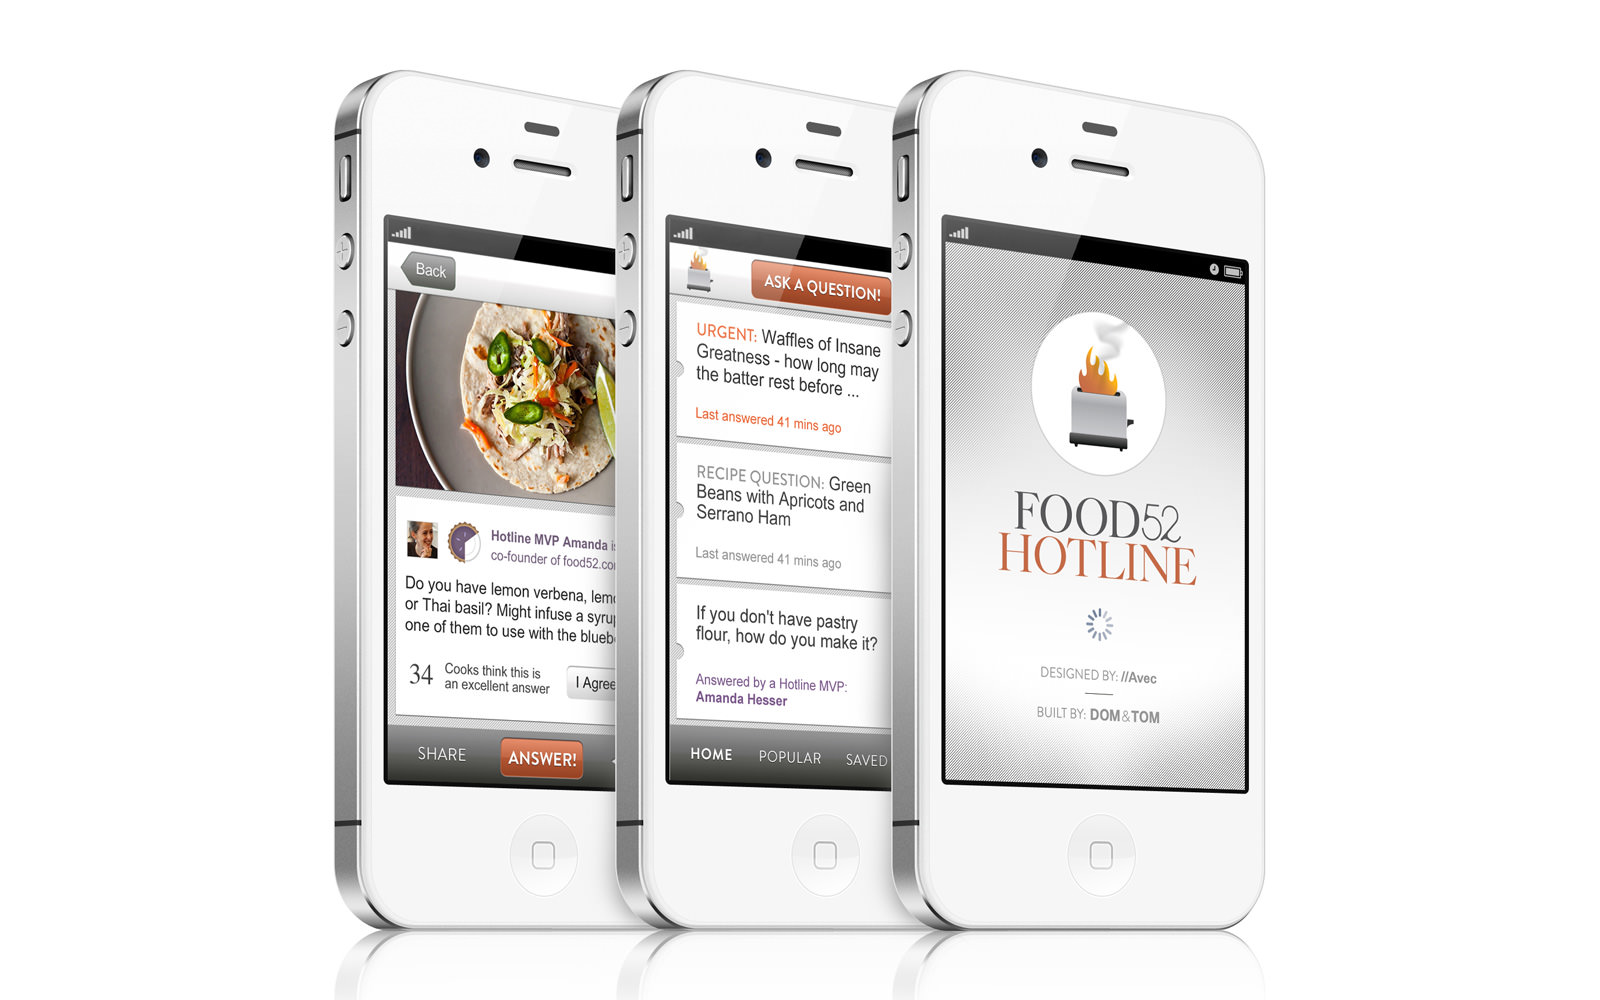 Back
Hotline MVP Amanda
co-founder of food52.co
Do you have lemon verbena,
or Thai basil? Might infuse a
one of them to use with the
34
Cooks think this is
an excellent answer
I Agree
SHARE
ANSWER!
ASK A QUESTION!
URGENT: Waffles of Insane
Greatness - how long may
the batter rest before ...
Last answered 41 mins ago
RECIPE QUESTION: Green
Beans with Apricots and
Serrano Ham
Last answered 41 mins ago
If you don't have pastry
flour, how do you make it?
Answered by a Hotline MVP:
Amanda Hesser
HOME
POPULAR
SAVED
FOOD52
HOTLINE
DESIGNED BY: //Avec
BUILT BY: DOM&TOM